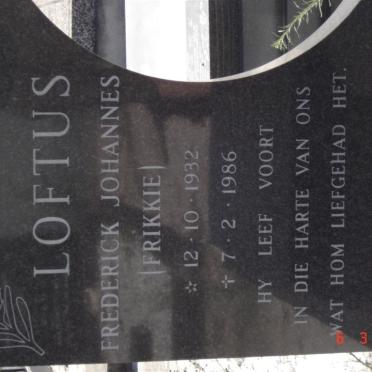 LOFTUS
FREDERICK JOHANNES
(FRIKKIE)
☆ 12 · 10 · 1932
✢ 7 · 2 · 1986
HY LEEF VOORT
IN DIE HARTE VAN ONS
WAT HOM LIEFGEHAD HET.